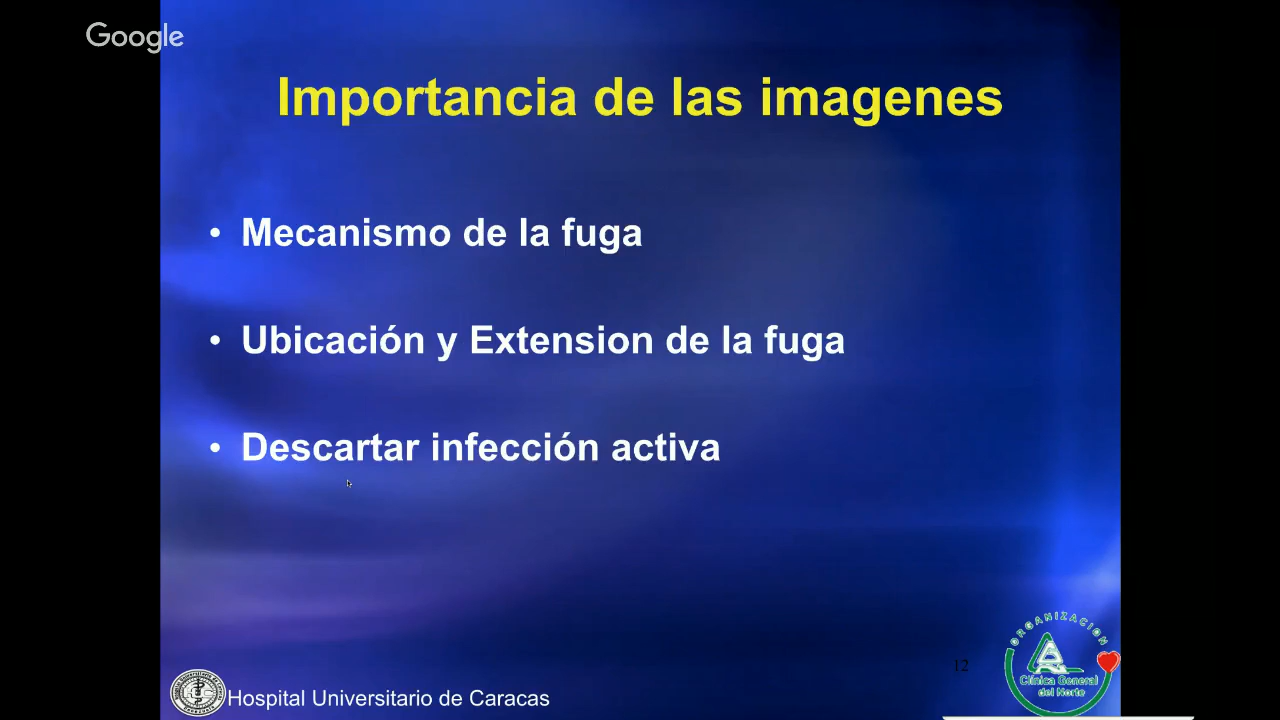 Google
Importancia de las imagenes
• Mecanismo de la fuga
• Ubicación y Extension de la fuga
• Descartar infección activa
12
ORGANIZACION
Clínica General
del Norte
Hospital Universitario de Caracas